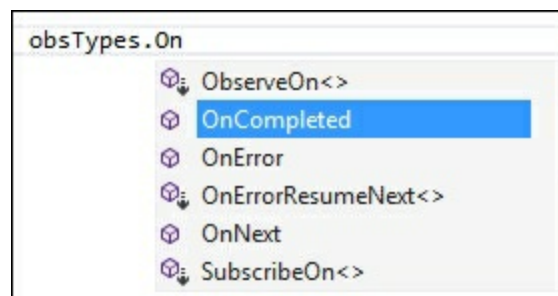 obsTypes.On
ObserveOn<>
OnCompleted
OnError
OnErrorResumeNext<>
OnNext
SubscribeOn<>